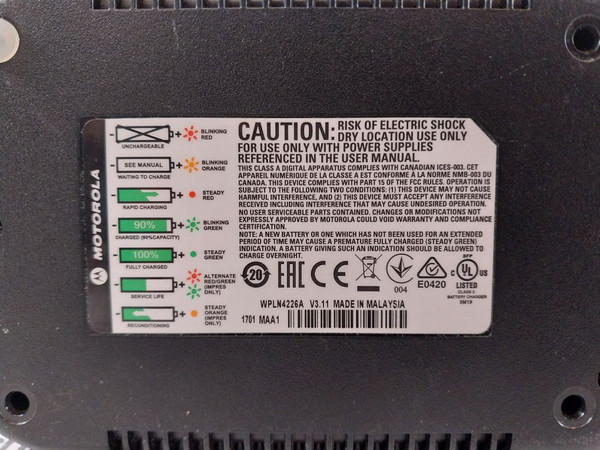 MOTOROLA
UNCHARGEABLE
BLINKING RED
SEE MANUAL
WAITING TO CHARGE
BLINKING ORANGE
RAPID CHARGING
STEADY RED
90%
CHARGED (90%CAPACITY)
BLINKING GREEN
100%
FULLY CHARGED
STEADY GREEN
SERVICE LIFE
ALTERNATE
RED/GREEN
(IMPRES
ONLY)
RECONDITIONING
STEADY
ORANGE
(IMPRES
ONLY)
CAUTION: RISK OF ELECTRIC SHOCK
DRY LOCATION USE ONLY
FOR USE ONLY WITH POWER SUPPLIES
REFERENCED IN THE USER MANUAL.
THIS CLASS A DIGITAL APPARATUS COMPLIES WITH CANADIAN ICES-003. CET
APPAREIL NUMÉRIQUE DE LA CLASSE A EST CONFORME À LA NORME NMB-003 DU
CANADA. THIS DEVICE COMPLIES WITH PART 15 OF THE FCC RULES. OPERATION IS
SUBJECT TO THE FOLLOWING TWO CONDITIONS: (1) THIS DEVICE MAY NOT CAUSE
HARMFUL INTERFERENCE, AND (2) THIS DEVICE MUST ACCEPT ANY INTERFERENCE
RECEIVED INCLUDING INTERFERENCE THAT MAY CAUSE UNDESIRED OPERATION.
NO USER SERVICEABLE PARTS CONTAINED. CHANGES OR MODIFICATIONS NOT
EXPRESSLY APPROVED BY MOTOROLA COULD VOID WARRANTY AND COMPLIANCE
CERTIFICATION.
NOTE: A NEW BATTERY OR ONE WHICH HAS NOT BEEN USED FOR AN EXTENDED
PERIOD OF TIME MAY CAUSE A PREMATURE FULLY CHARGED (STEADY GREEN)
INDICATION. A BATTERY GIVING SUCH AN INDICATION SHOULD BE ALLOWED TO
CHARGE OVERNIGHT.
20 EAC CE 004 E0420
C UL US
LISTED
BATTERY CHARGER
WPLN4226A V3.11 MADE IN MALAYSIA
1701 MAA1